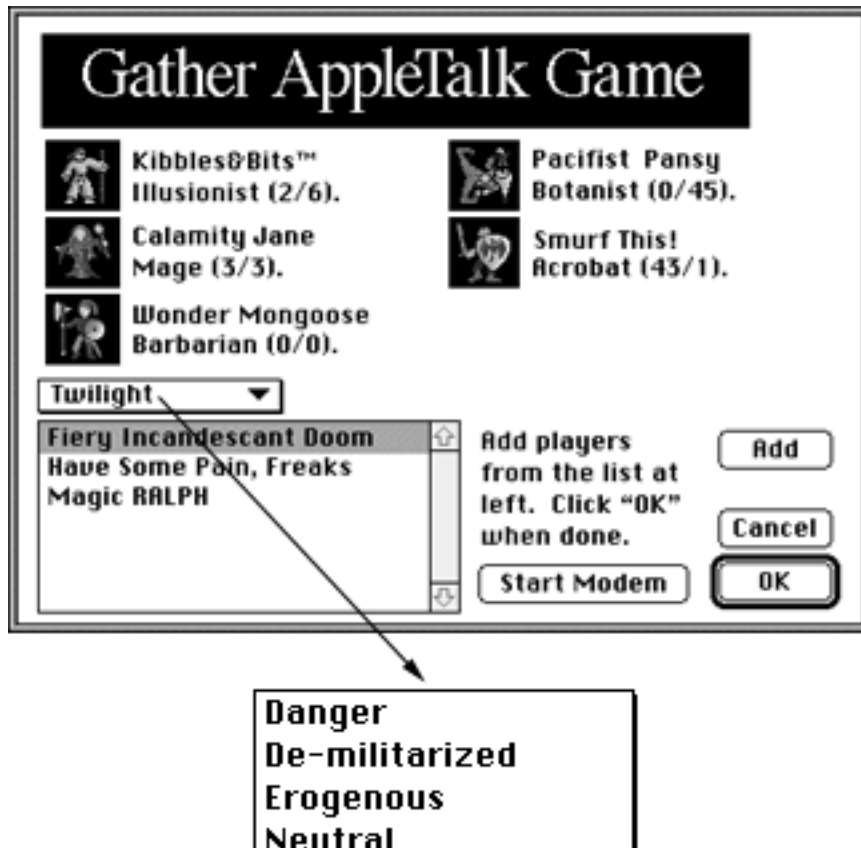 Gather AppleTalk Game
Kibbles&Bits™
Illusionist (2/6).
Pacifist Pansy
Botanist (0/45).
Calamity Jane
Mage (3/3).
Smurf This!
Acrobat (43/1).
Wonder Mongoose
Barbarian (0/0).
Twilight
Fiery Incandescant Doom
Have Some Pain, Freaks
Magic RALPH
Add players
from the list at
left. Click “OK”
when done.
Add
Cancel
Start Modem
OK
Danger
De-militarized
Erogenous
Neutral